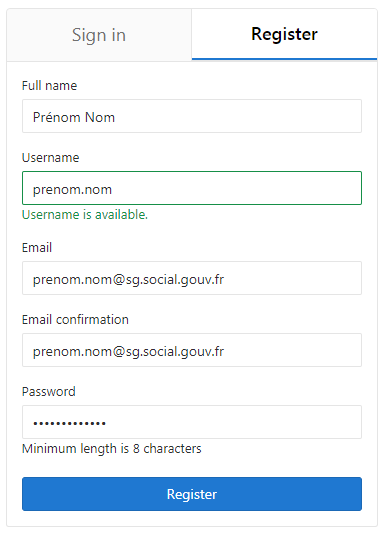 Sign in
Register
Full name
Prénom Nom
Username
prenom.nom
Username is available.
Email
prenom.nom@sg.social.gouv.fr
Email confirmation
prenom.nom@sg.social.gouv.fr
Password
•••••••••••••
Minimum length is 8 characters
Register